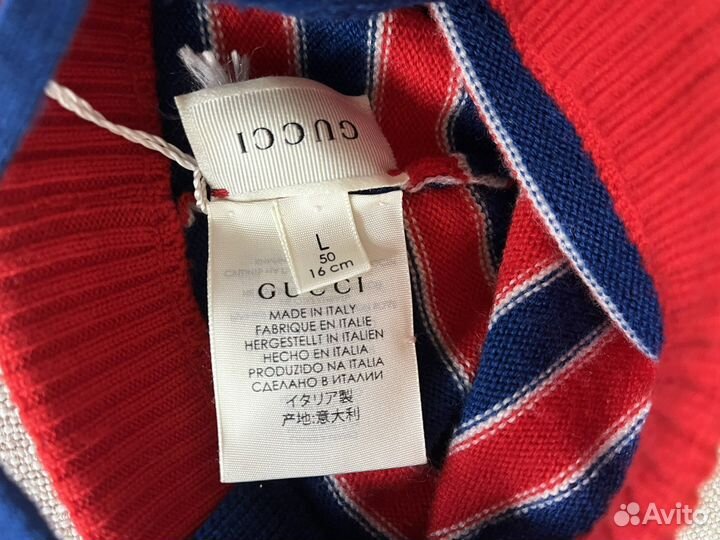 GUCCI
L
50
16 cm
GUCCI
MADE IN ITALY
FABRIQUE EN ITALIE
HERGESTELLT IN ITALIEN
HECHO EN ITALIA
PRODUZIDO NA ITÁLIA
СДЕЛАНО В ИТАЛИИ
イタリア製
产地:意大利
Avito